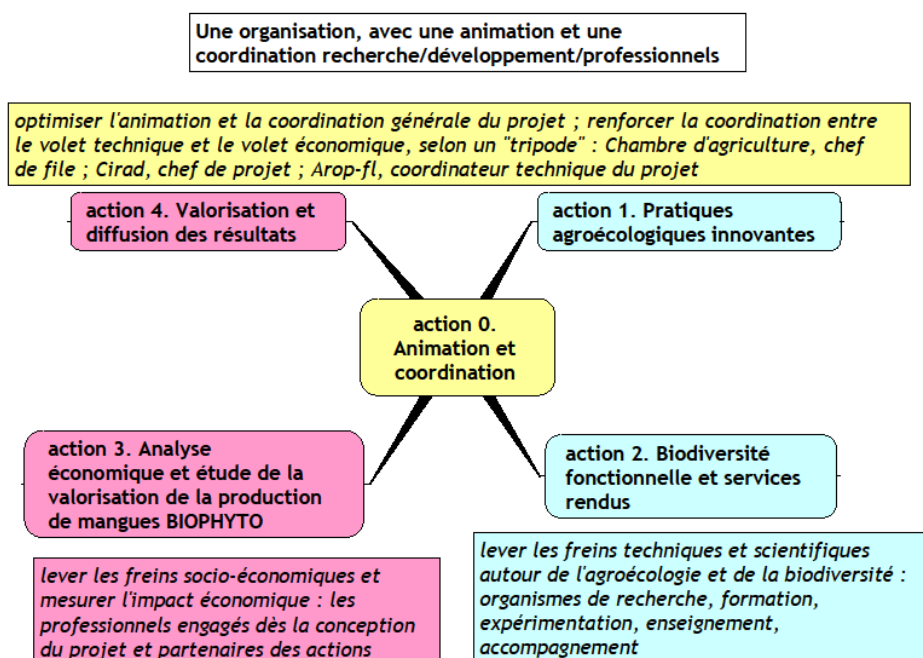 Une organisation, avec une animation et une
coordination recherche/développement/professionnels
optimiser l'animation et la coordination générale du projet ; renforcer la coordination entre
le volet technique et le volet économique, selon un "tripode" : Chambre d'agriculture, chef
de file ; Cirad, chef de projet ; Arop-fl, coordinateur technique du projet
action 4. Valorisation et
diffusion des résultats
action 1. Pratiques
agroécologiques innovantes
action 0.
Animation et
coordination
action 3. Analyse
économique et étude de la
valorisation de la production
de mangues BIOPHYTO
action 2. Biodiversité
fonctionnelle et services
rendus
lever les freins socio-économiques et
mesurer l'impact économique : les
professionnels engagés dès la conception
du projet et partenaires des actions
lever les freins techniques et scientifiques
autour de l'agroécologie et de la biodiversité :
organismes de recherche, formation,
expérimentation, enseignement,
accompagnement